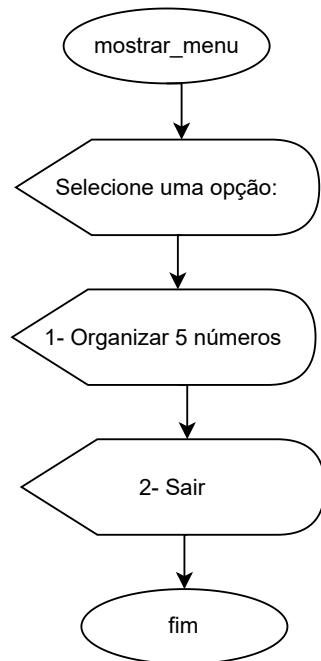 mostrar_menu
Selecione uma opção:
1- Organizar 5 números
2- Sair
fim